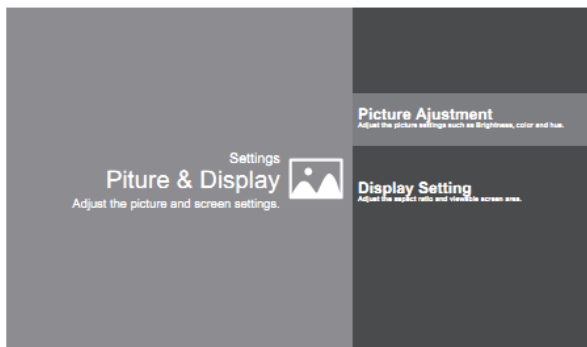 Settings
Piture & Display
Adjust the picture and screen settings.
Picture Ajustment
Adjust the picture settings such as Brightness, color and hue.
Display Setting
Adjust the aspect ratio and viewable screen area.